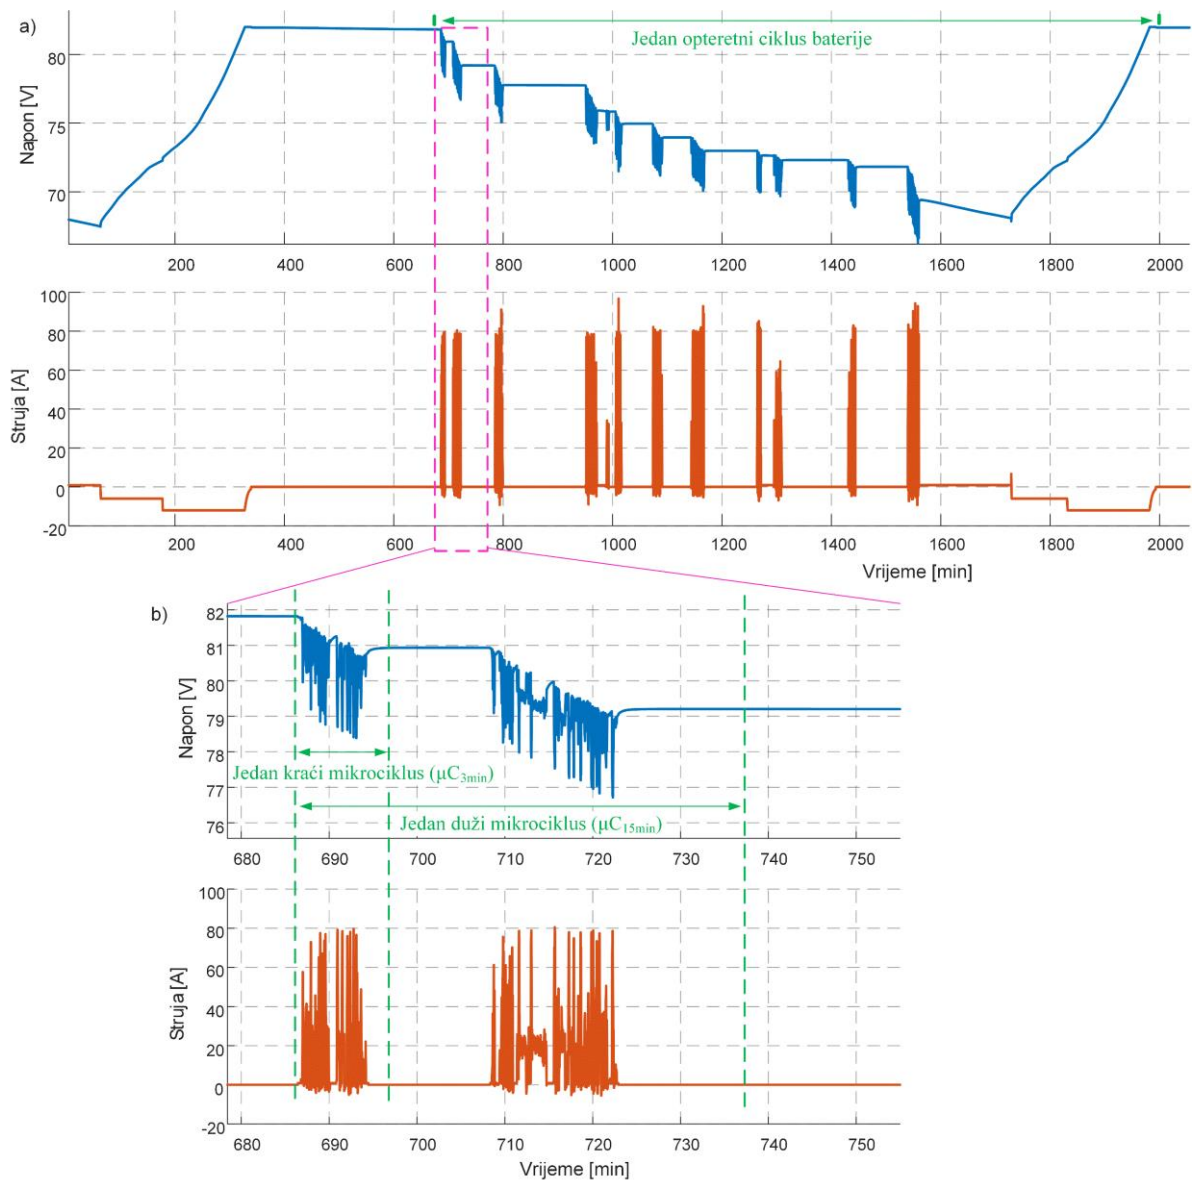 a)
Jedan opteretni ciklus baterije
Napon [V]
80
75
70
200 400 600 800 1000 1200 1400 1600 1800 2000
Struja [A]
100
80
60
40
20
0
-20
200 400 600 800 1000 1200 1400 1600 1800 2000
Vrijeme [min]
b)
Napon [V]
82
81
80
79
78
77
76
Jedan kraći mikrociklus (μC3min)
Jedan duži mikrociklus (μC15min)
680 690 700 710 720 730 740 750
Struja [A]
100
80
60
40
20
0
-20
680 690 700 710 720 730 740 750
Vrijeme [min]